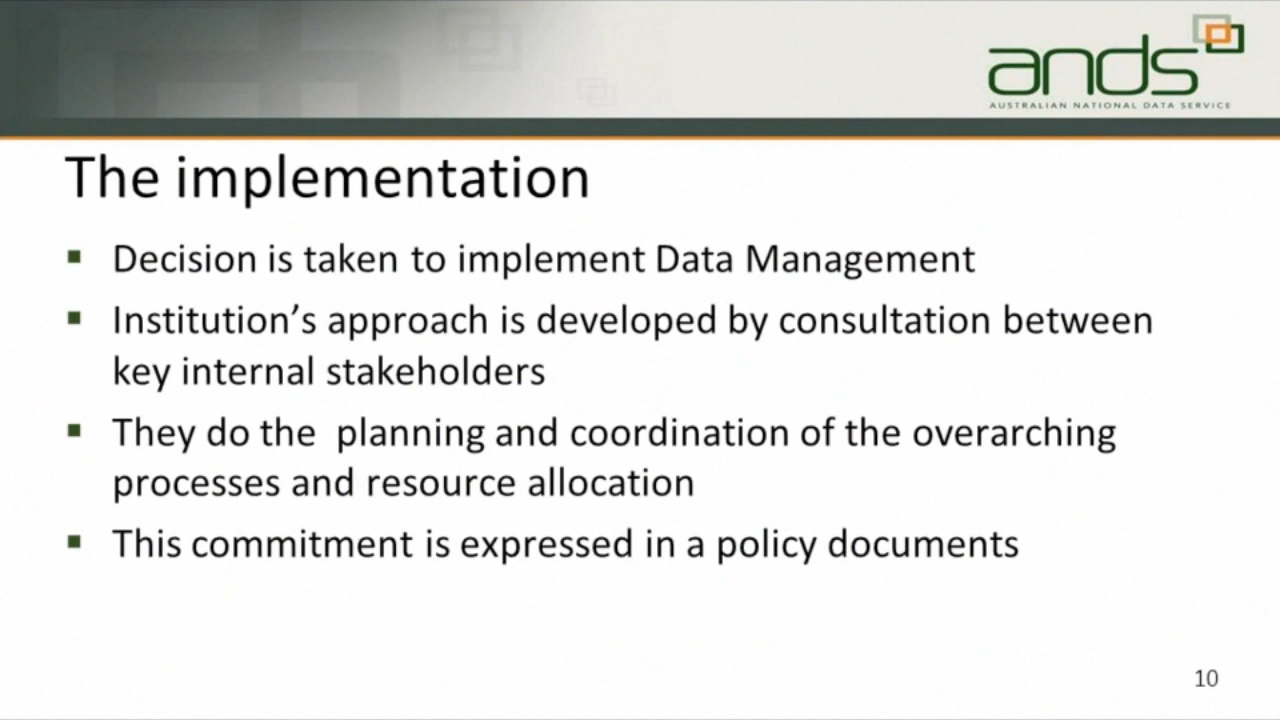 ands
AUSTRALIAN NATIONAL DATA SERVICE
The implementation
Decision is taken to implement Data Management
Institution’s approach is developed by consultation between
key internal stakeholders
They do the  planning and coordination of the overarching
processes and resource allocation
This commitment is expressed in a policy documents
10